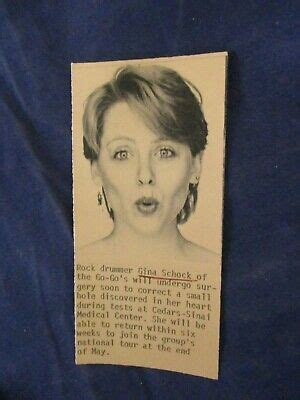 Rock drummer Gina Schock of
the Go-Go's will undergo sur-
gery soon to correct a small
hole discovered in her heart
during tests at Cedars-Sinai
Medical Center. She will be
able to return within six
weeks to join the group's
national tour at the end
of May.